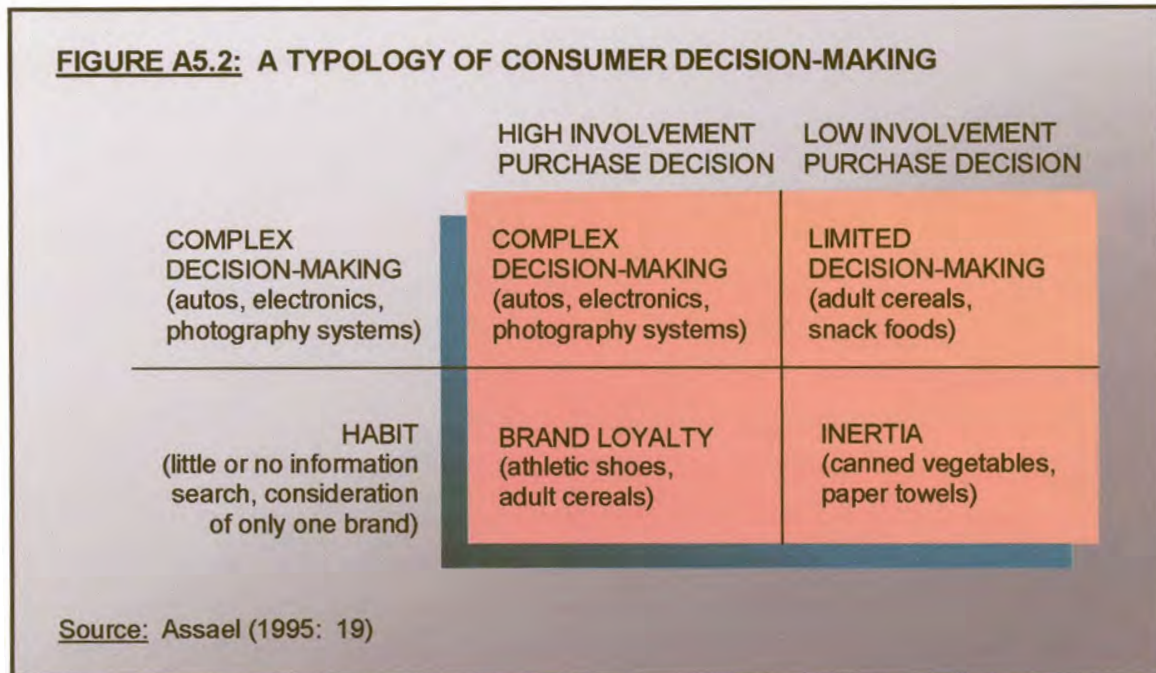 FIGURE A5.2: A TYPOLOGY OF CONSUMER DECISION-MAKING
HIGH INVOLVEMENT
PURCHASE DECISION
LOW INVOLVEMENT
PURCHASE DECISION
COMPLEX
DECISION-MAKING
(autos, electronics,
photography systems)
COMPLEX
DECISION-MAKING
(autos, electronics,
photography systems)
LIMITED
DECISION-MAKING
(adult cereals,
snack foods)
HABIT
(little or no information
search, consideration
of only one brand)
BRAND LOYALTY
(athletic shoes,
adult cereals)
INERTIA
(canned vegetables,
paper towels)
Source: Assael (1995: 19)